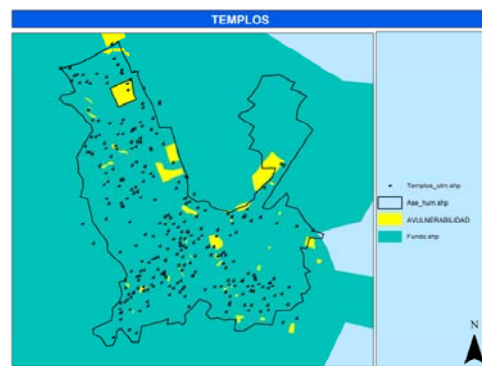 TEMPLOS
Templos_utm.shp
Ase_hum.shp
AVULNERABILIDAD
Fundo.shp
N